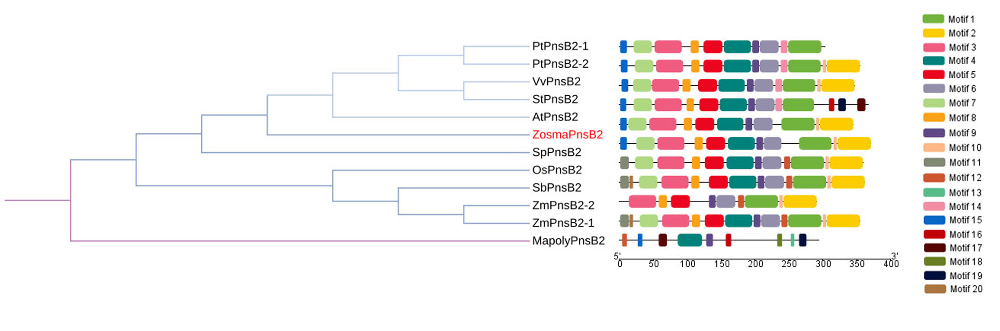 PtPnsB2-1
PtPnsB2-2
VvPnsB2
StPnsB2
AtPnsB2
ZosmaPnsB2
SpPnsB2
OsPnsB2
SbPnsB2
ZmPnsB2-2
ZmPnsB2-1
MapolyPnsB2
5' 3'
0 50 100 150 200 250 300 350 400
Motif 1
Motif 2
Motif 3
Motif 4
Motif 5
Motif 6
Motif 7
Motif 8
Motif 9
Motif 10
Motif 11
Motif 12
Motif 13
Motif 14
Motif 15
Motif 16
Motif 17
Motif 18
Motif 19
Motif 20